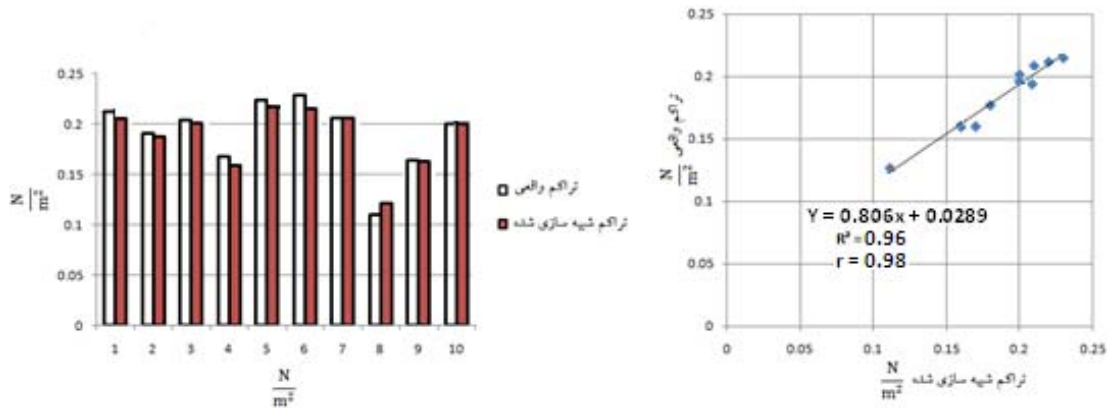 0.25
0.2
0.15
0.1
0.05
0
N
m²
1 2 3 4 5 6 7 8 9 10
N
m²
تراکم واقعی
تراکم شبیه سازی شده
0.25
0.2
0.15
0.1
0.05
0
تراکم واقعی N
m²
Y = 0.806x + 0.0289
R² = 0.96
r = 0.98
0 0.05 0.1 0.15 0.2 0.25
تراکم شبیه سازی شده N
m²